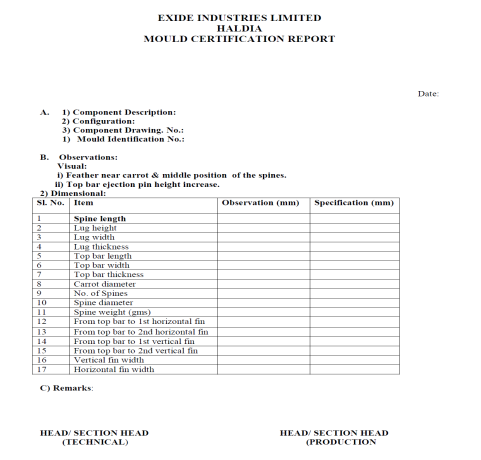 EXIDE INDUSTRIES LIMITED
HALDIA
MOULD CERTIFICATION REPORT
Date:
A. 1) Component Description:
2) Configuration:
3) Component Drawing. No.:
1) Mould Identification No.:
B. Observations:
Visual:
i) Feather near carrot & middle position of the spines.
ii) Top bar ejection pin height increase.
2) Dimensional:
Sl. No. Item Observation (mm) Specification (mm)
1 Spine length
2 Lug height
3 Lug width
4 Lug thickness
5 Top bar length
6 Top bar width
7 Top bar thickness
8 Carrot diameter
9 No. of Spines
10 Spine diameter
11 Spine weight (gms)
12 From top bar to 1st horizontal fin
13 From top bar to 2nd horizontal fin
14 From top bar to 1st vertical fin
15 From top bar to 2nd vertical fin
16 Vertical fin width
17 Horizontal fin width
C) Remarks:
HEAD/ SECTION HEAD HEAD/ SECTION HEAD
(TECHNICAL) (PRODUCTION